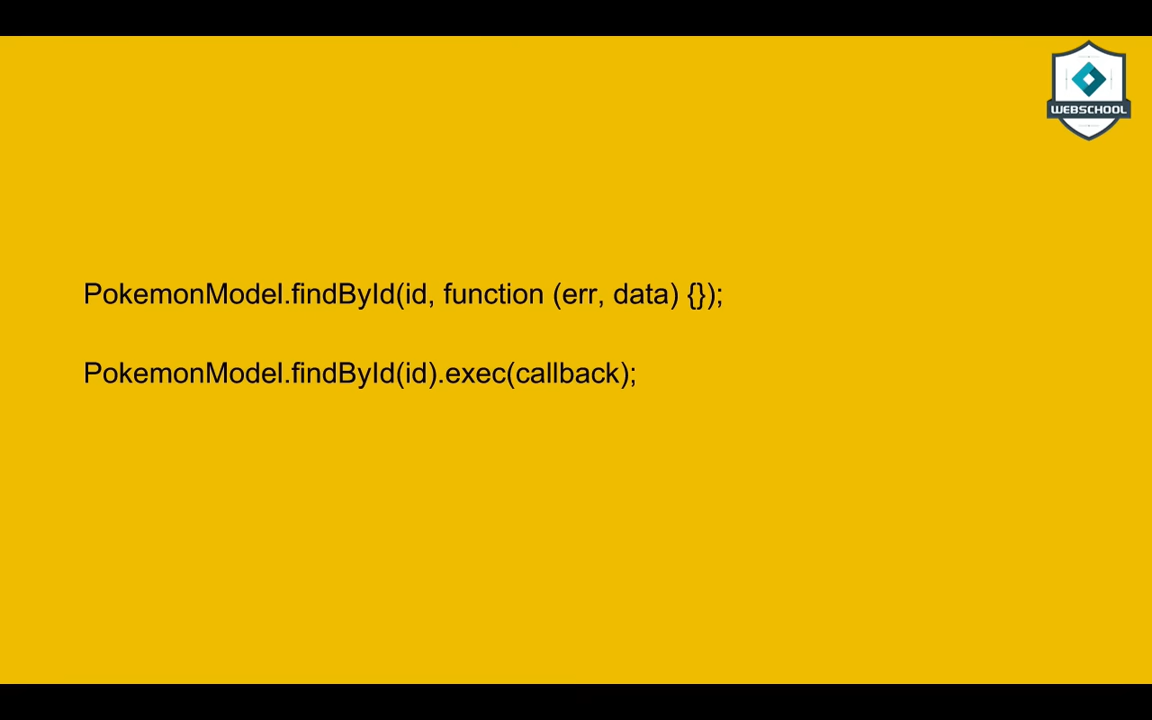 WEBSCHOOL
PokemonModel.findById(id, function (err, data) {});
PokemonModel.findById(id).exec(callback);